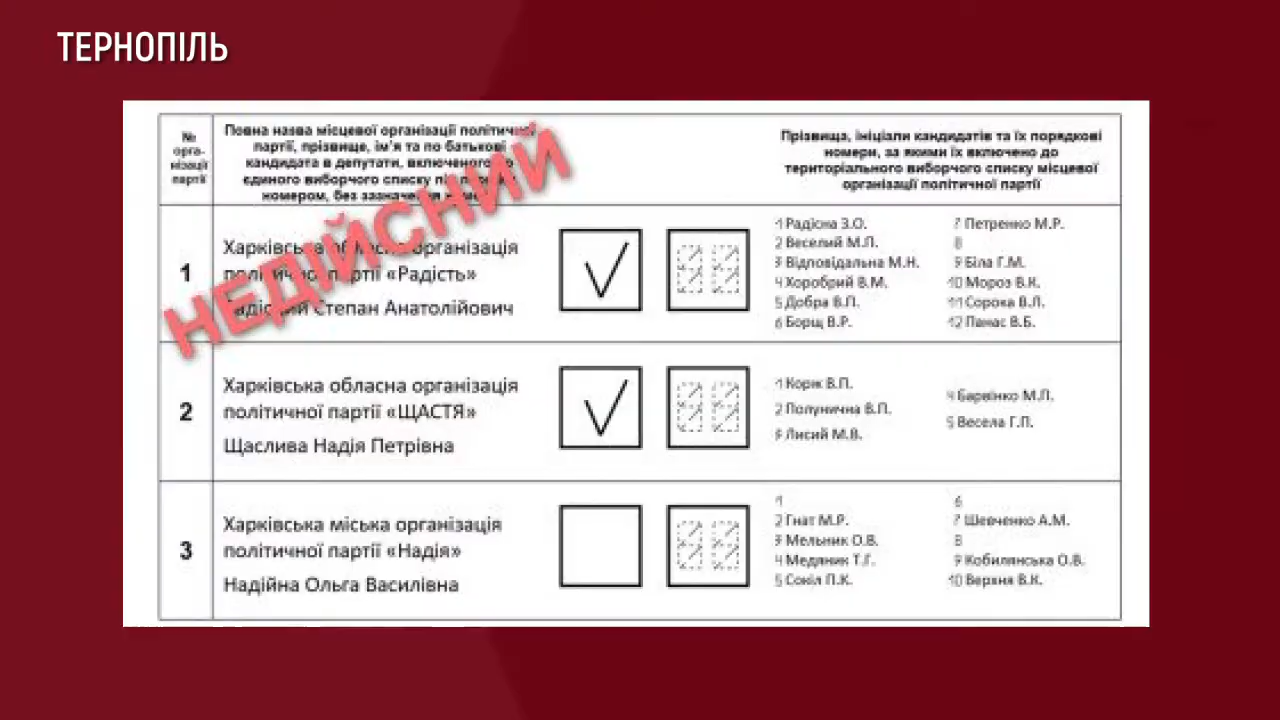 ТЕРНОПІЛЬ
№
орга-
нізації
партії
Повна назва місцевої організації політичної
партії, прізвище, ім'я та по батькові
кандидата в депутати, включеного до
єдиного виборчого списку під першим
номером, без зазначення номера
Прізвища, ініціали кандидатів та їх порядкові
номери, за якими їх включено до
територіального виборчого списку місцевої
організації політичної партії
НЕДІЙСНИЙ
1
Харківська обласна організація
політичної партії «Радість»
Радісний Степан Анатолійович
1 Радісна З.О.
2 Веселий М.П.
3 Відповідальна М.Н.
4 Хоробрий В.М.
5 Добра В.П.
6 Борщ В.Р.
7 Петренко М.Р.
8
9 Біла Г.М.
10 Мороз В.К.
11 Сорока В.Л.
12 Панас В.Б.
2
Харківська обласна організація
політичної партії «ЩАСТЯ»
Щаслива Надія Петрівна
1 Корж В.П.
2 Полунична В.П.
3 Лисий М.В.
4 Барвінко М.П.
5 Весела Г.П.
3
Харківська міська організація
політичної партії «Надія»
Надійна Ольга Василівна
1
2 Гнат М.Р.
3 Мельник О.В.
4 Медяник Т.Г.
5 Сокіл П.К.
6
7 Шевченко А.М.
8
9 Кобилянська О.В.
10 Верхня В.К.